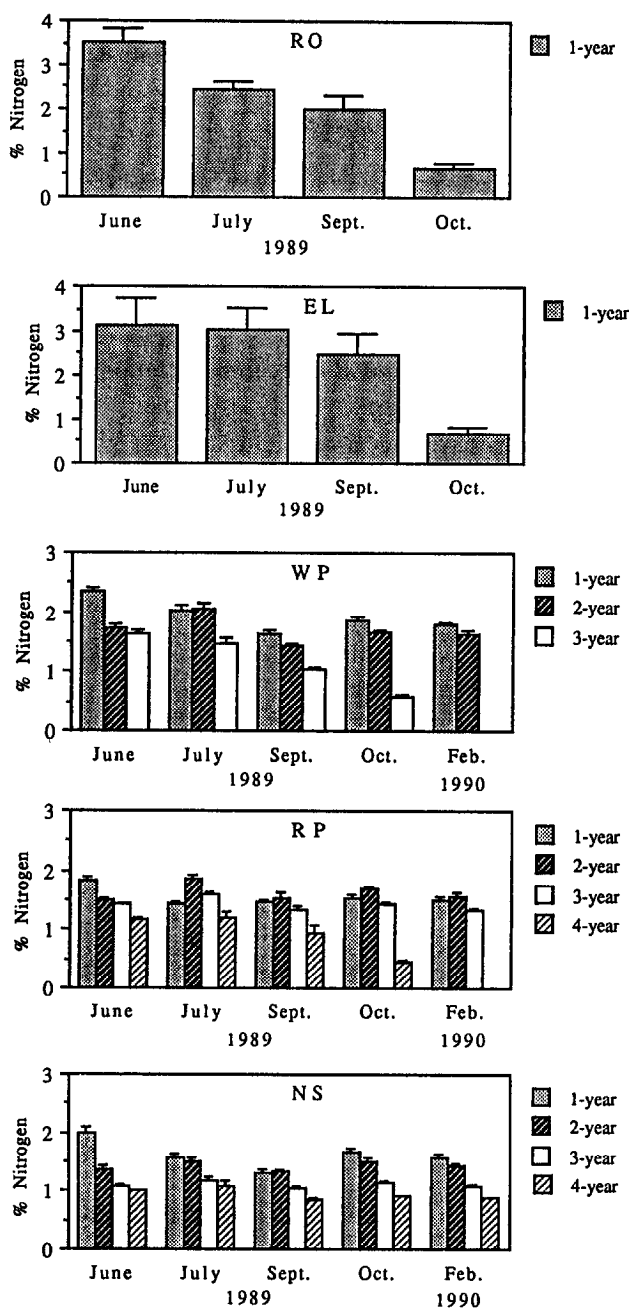 RO
1-year
% Nitrogen
4
3
2
1
0
June July Sept. Oct.
1989
EL
1-year
% Nitrogen
4
3
2
1
0
June July Sept. Oct.
1989
WP
1-year
2-year
3-year
% Nitrogen
3
2
1
0
June July Sept. Oct. Feb.
1989 1990
RP
1-year
2-year
3-year
4-year
% Nitrogen
3
2
1
0
June July Sept. Oct. Feb.
1989 1990
NS
1-year
2-year
3-year
4-year
% Nitrogen
3
2
1
0
June July Sept. Oct. Feb.
1989 1990